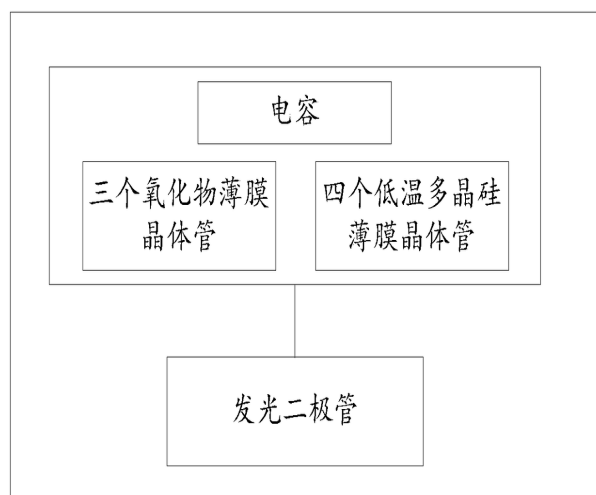 电容
三个氧化物薄膜
晶体管
四个低温多晶硅
薄膜晶体管
发光二极管